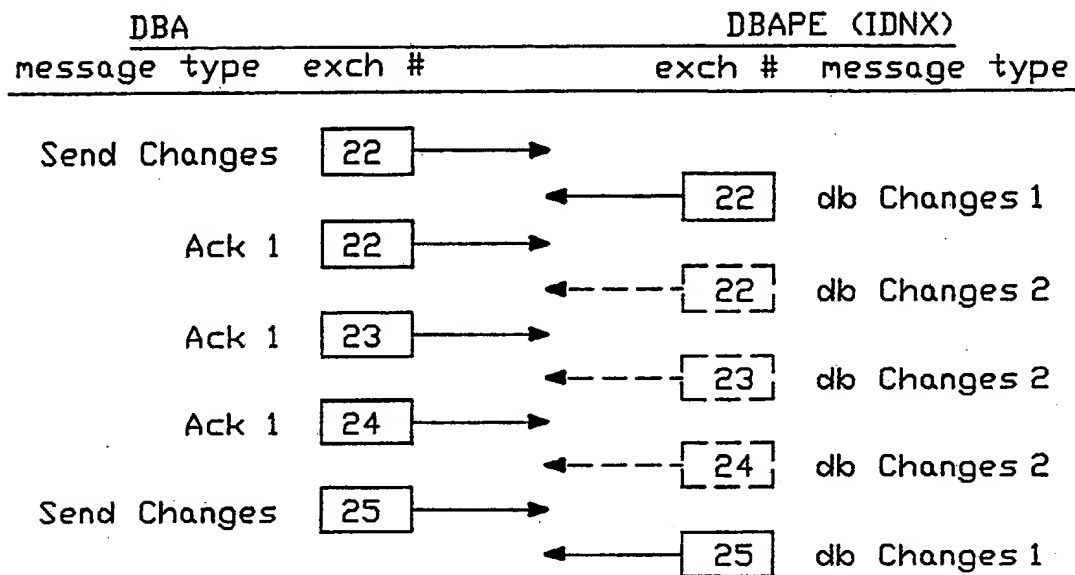 DBA DBAPE (IDNX)
message type exch # exch # message type
Send Changes 22
22 db Changes 1
Ack 1 22
22 db Changes 2
Ack 1 23
23 db Changes 2
Ack 1 24
24 db Changes 2
Send Changes 25
25 db Changes 1